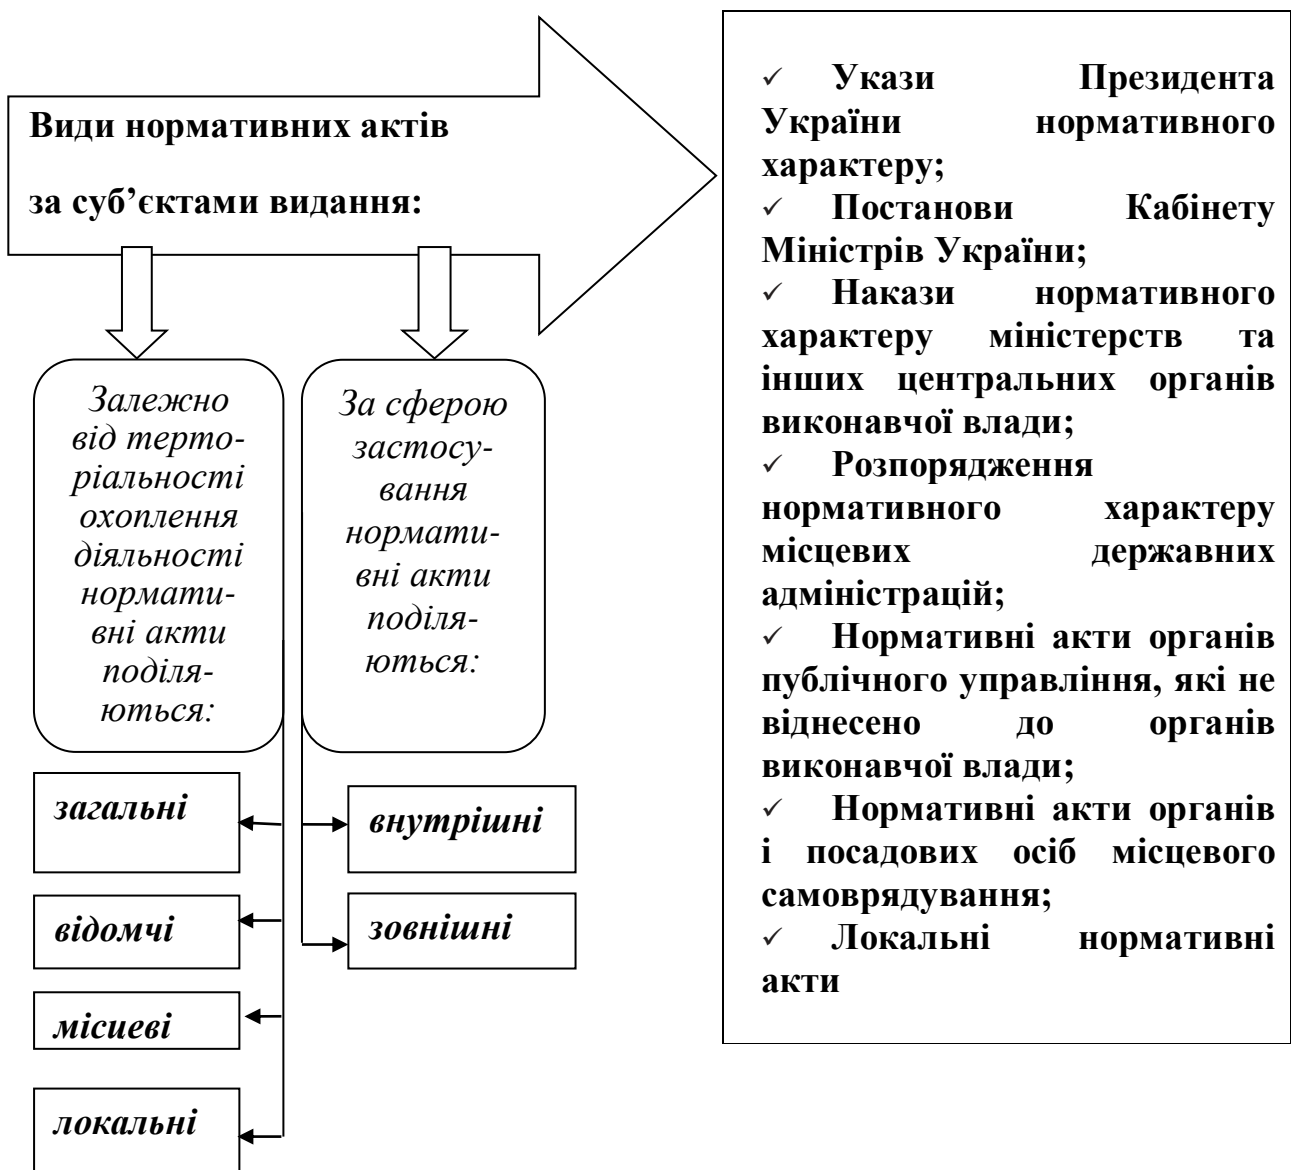 Види нормативних актів
за суб’єктами видання:
Залежно
від терто-
ріальності
охоплення
діяльності
нормати-
вні акти
поділя-
ються:
загальні
відомчі
місцеві
локальні
За сферою
застосу-
вання
нормати-
вні акти
поділя-
ються:
внутрішні
зовнішні
✓ Укази Президента
України нормативного
характеру;
✓ Постанови Кабінету
Міністрів України;
✓ Накази нормативного
характеру міністерств та
інших центральних органів
виконавчої влади;
✓ Розпорядження
нормативного характеру
місцевих державних
адміністрацій;
✓ Нормативні акти органів
публічного управління, які не
віднесено до органів
виконавчої влади;
✓ Нормативні акти органів
і посадових осіб місцевого
самоврядування;
✓ Локальні нормативні
акти